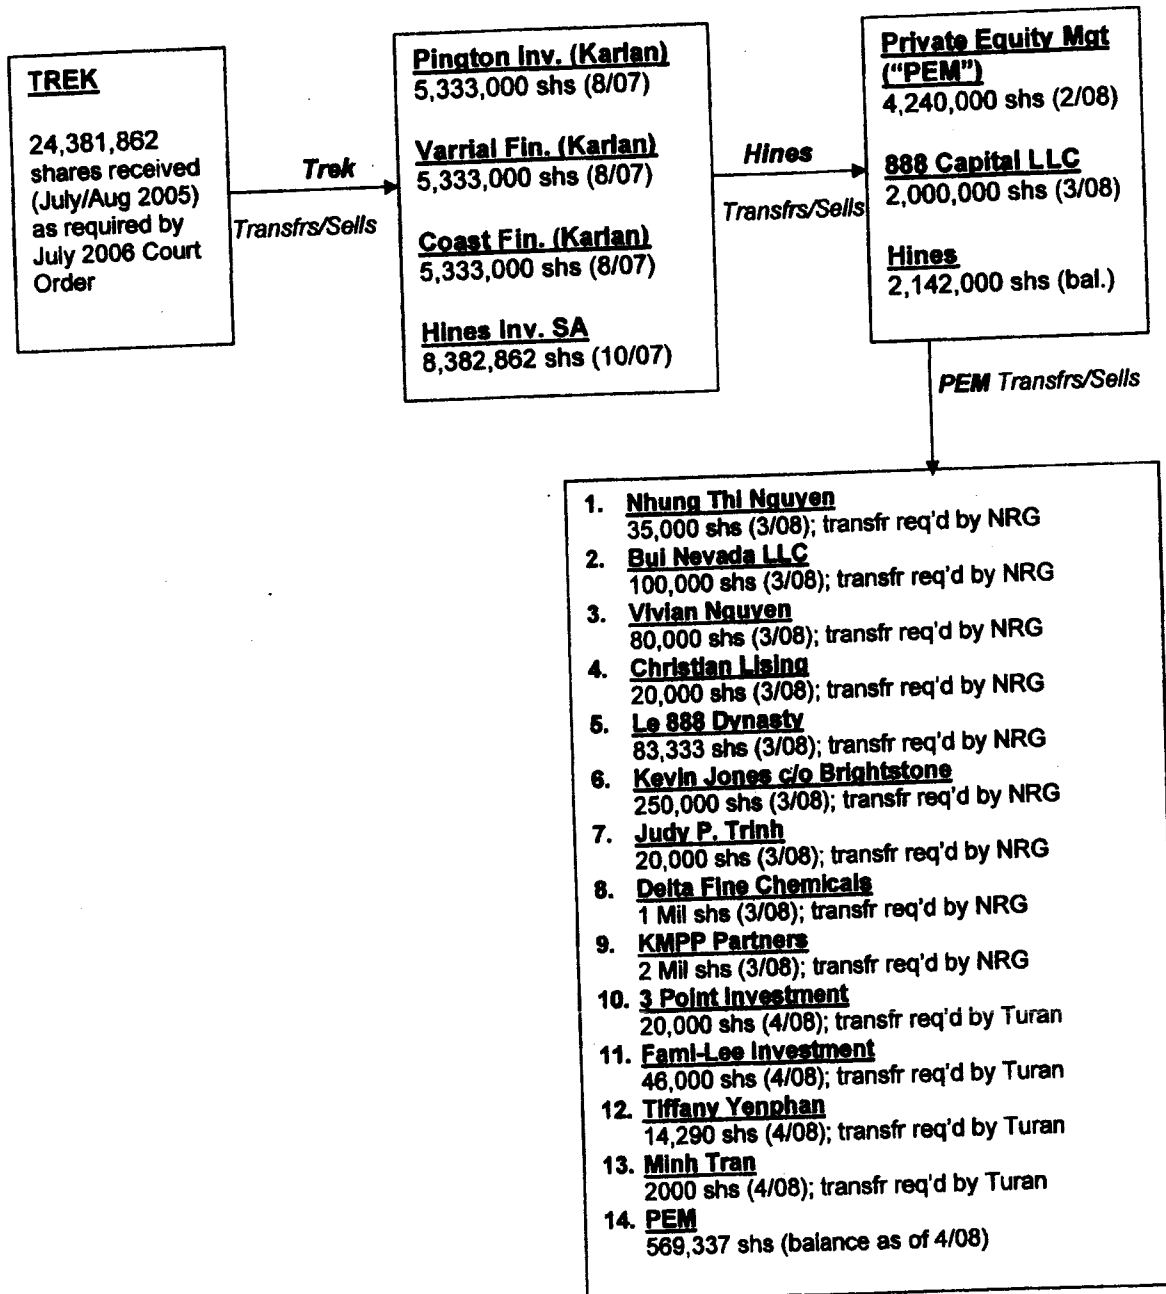 TREK
24,381,862
shares received
(July/Aug 2005)
as required by
July 2006 Court
Order
Trek
Transfrs/Sells
Pington Inv. (Karlan)
5,333,000 shs (8/07)
Varrial Fin. (Karlan)
5,333,000 shs (8/07)
Coast Fin. (Karlan)
5,333,000 shs (8/07)
Hines Inv. SA
8,382,862 shs (10/07)
Hines
Transfrs/Sells
Private Equity Mgt
("PEM")
4,240,000 shs (2/08)
888 Capital LLC
2,000,000 shs (3/08)
Hines
2,142,000 shs (bal.)
PEM Transfrs/Sells
1. Nhung Thi Nguyen
35,000 shs (3/08); transfr req'd by NRG
2. Bui Nevada LLC
100,000 shs (3/08); transfr req'd by NRG
3. Vivian Nguyen
80,000 shs (3/08); transfr req'd by NRG
4. Christian Lising
20,000 shs (3/08); transfr req'd by NRG
5. Le 888 Dynasty
83,333 shs (3/08); transfr req'd by NRG
6. Kevin Jones c/o Brightstone
250,000 shs (3/08); transfr req'd by NRG
7. Judy P. Trinh
20,000 shs (3/08); transfr req'd by NRG
8. Delta Fine Chemicals
1 Mil shs (3/08); transfr req'd by NRG
9. KMPP Partners
2 Mil shs (3/08); transfr req'd by NRG
10. 3 Point Investment
20,000 shs (4/08); transfr req'd by Turan
11. Fami-Lee Investment
46,000 shs (4/08); transfr req'd by Turan
12. Tiffany Yenphan
14,290 shs (4/08); transfr req'd by Turan
13. Minh Tran
2000 shs (4/08); transfr req'd by Turan
14. PEM
569,337 shs (balance as of 4/08)